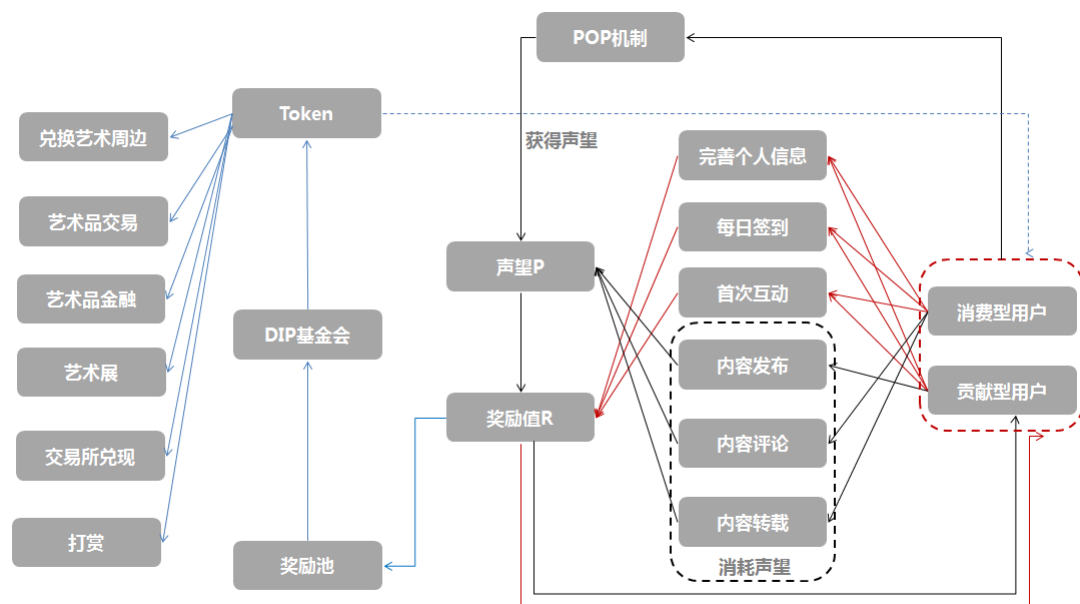 POP机制
Token
兑换艺术周边
获得声望
完善个人信息
艺术品交易
每日签到
声望P
艺术品金融
首次互动
消费型用户
DIP基金会
艺术展
内容发布
贡献型用户
奖励值R
交易所兑现
内容评论
打赏
内容转载
奖励池
消耗声望